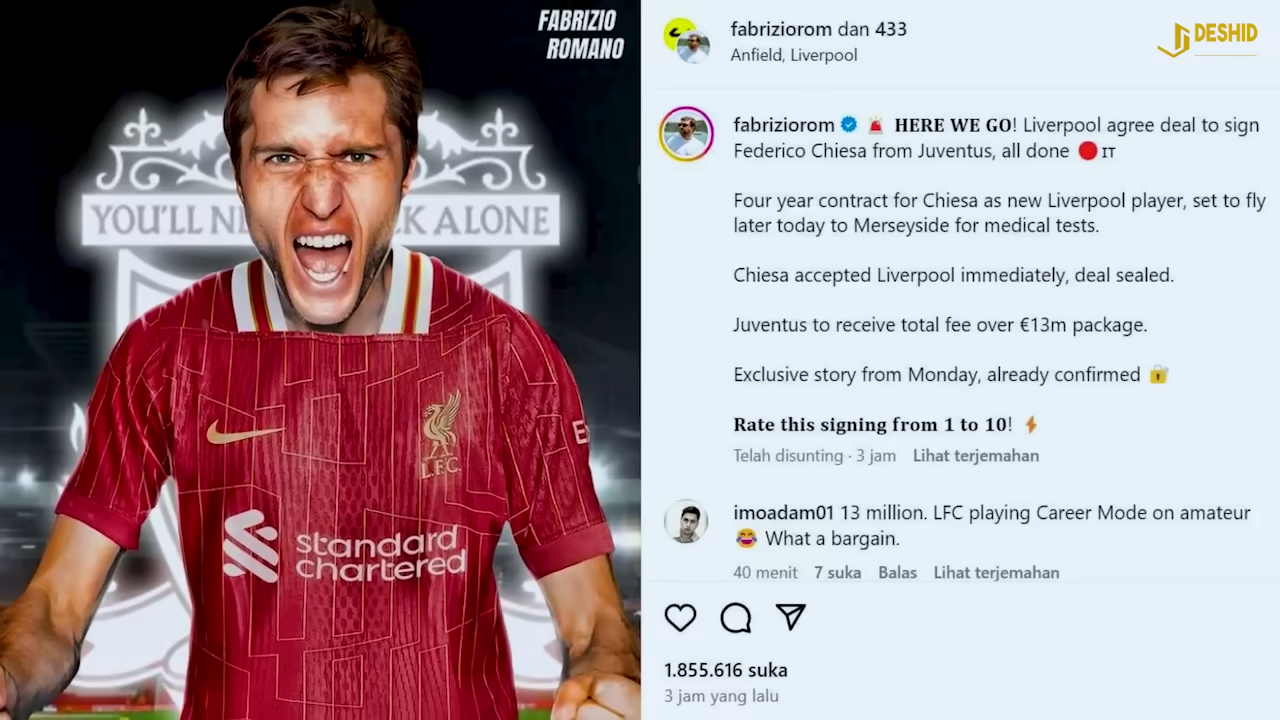 FABRIZIO
ROMANO
YOU'LL NE
CK ALONE
L.F.C.
E
standard
chartered
fabriziorom dan 433
Anfield, Liverpool
DESHID
fabriziorom 🚨 HERE WE GO! Liverpool agree deal to sign
Federico Chiesa from Juventus, all done 🔴 IT
Four year contract for Chiesa as new Liverpool player, set to fly
later today to Merseyside for medical tests.
Chiesa accepted Liverpool immediately, deal sealed.
Juventus to receive total fee over €13m package.
Exclusive story from Monday, already confirmed 🔐
Rate this signing from 1 to 10! ⚡
Telah disunting · 3 jam Lihat terjemahan
imoadam01 13 million. LFC playing Career Mode on amateur
😂 What a bargain.
40 menit 7 suka Balas Lihat terjemahan
1.855.616 suka
3 jam yang lalu